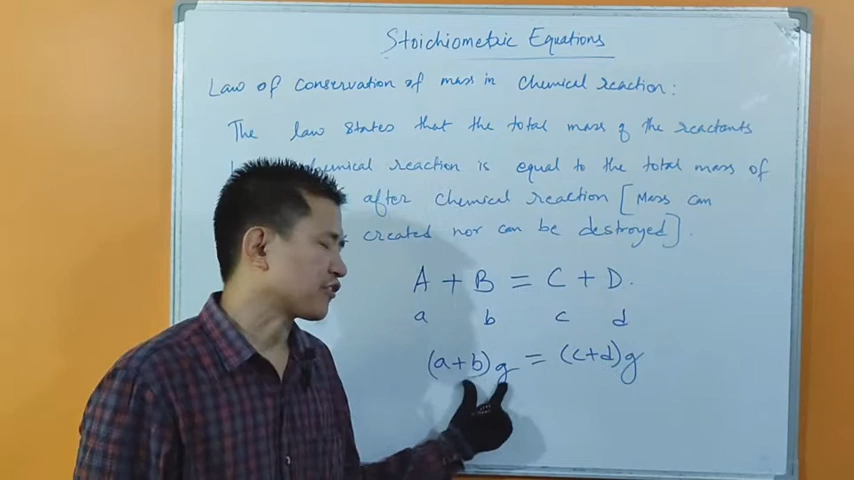 Stoichiometric Equations
Law of conservation of mass in Chemical reaction:
The law states that the total mass of the reactants
chemical reaction is equal to the total mass of
after chemical reaction [Mass can
created nor can be destroyed].
A + B = C + D.
a b c d
(a+b)g = (c+d)g